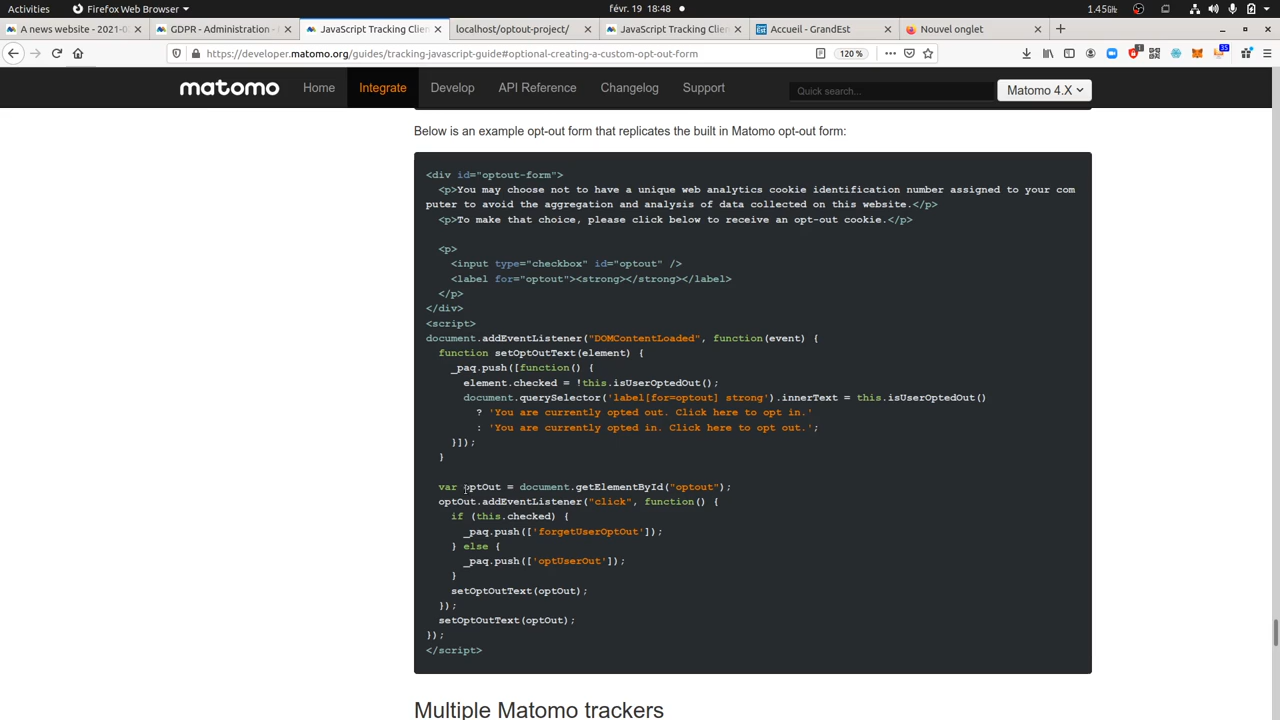 Activities
Firefox Web Browser
févr. 19 18:48
1.45 GHz
A news website - 2021-0
GDPR - Administration -
JavaScript Tracking Clien
localhost/optout-project/
JavaScript Tracking Clien
Accueil - GrandEst
Nouvel onglet
https://developer.matomo.org/guides/tracking-javascript-guide#optional-creating-a-custom-opt-out-form
120 %
35
matomo
Home
Integrate
Develop
API Reference
Changelog
Support
Quick search...
Matomo 4.X
Below is an example opt-out form that replicates the built in Matomo opt-out form:
<div id="optout-form">
<p>You may choose not to have a unique web analytics cookie identification number assigned to your com
puter to avoid the aggregation and analysis of data collected on this website.</p>
<p>To make that choice, please click below to receive an opt-out cookie.</p>
<p>
<input type="checkbox" id="optout" />
<label for="optout"><strong></strong></label>
</p>
</div>
<script>
document.addEventListener("DOMContentLoaded", function(event) {
function setOptOutText(element) {
_paq.push([function() {
element.checked = !this.isUserOptedOut();
document.querySelector('label[for=optout] strong').innerText = this.isUserOptedOut()
? 'You are currently opted out. Click here to opt in.'
: 'You are currently opted in. Click here to opt out.';
}]);
}
var optOut = document.getElementById("optout");
optOut.addEventListener("click", function() {
if (this.checked) {
_paq.push(['forgetUserOptOut']);
} else {
_paq.push(['optUserOut']);
}
setOptOutText(optOut);
});
setOptOutText(optOut);
});
</script>
Multiple Matomo trackers